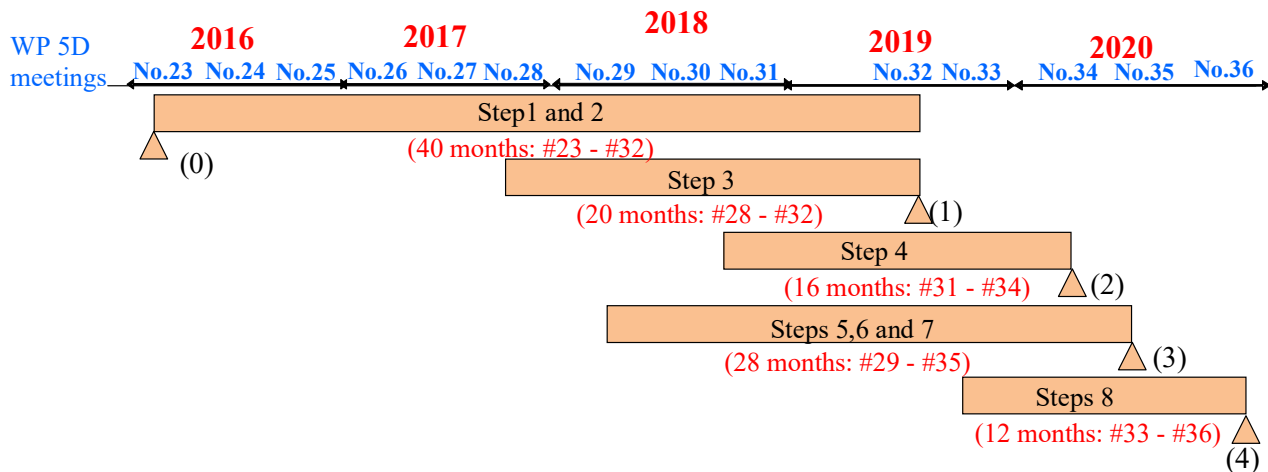 WP 5D meetings
2016 2017 2018 2019 2020
No.23 No.24 No.25 No.26 No.27 No.28 No.29 No.30 No.31 No.32 No.33 No.34 No.35 No.36
Step1 and 2
(0)
(40 months: #23 - #32)
Step 3
(20 months: #28 - #32)
(1)
Step 4
(16 months: #31 - #34)
(2)
Steps 5,6 and 7
(28 months: #29 - #35)
(3)
Steps 8
(12 months: #33 - #36)
(4)